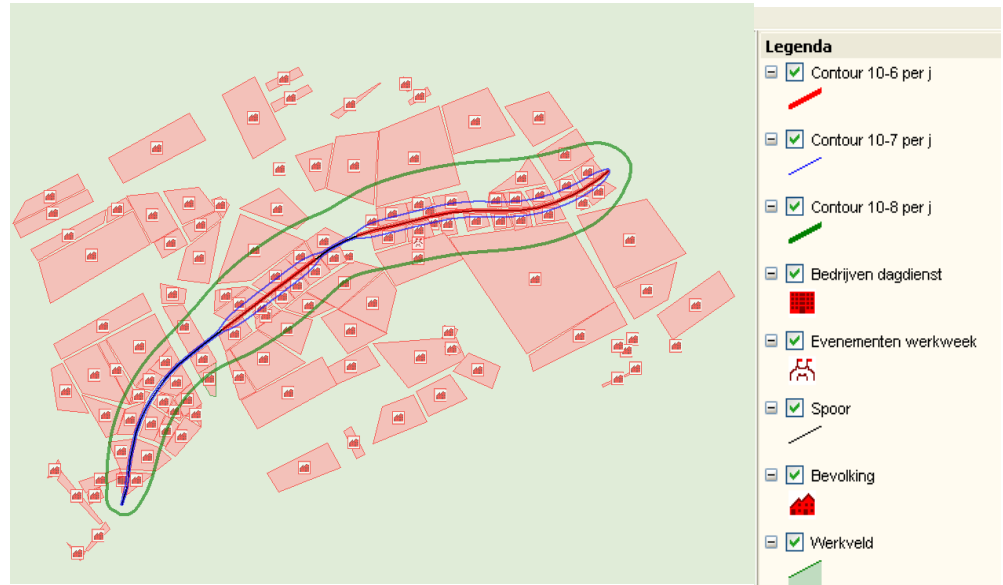 Legenda
Contour 10-6 per j
Contour 10-7 per j
Contour 10-8 per j
Bedrijven dagdienst
Evenementen werkweek
Spoor
Bevolking
Werkveld